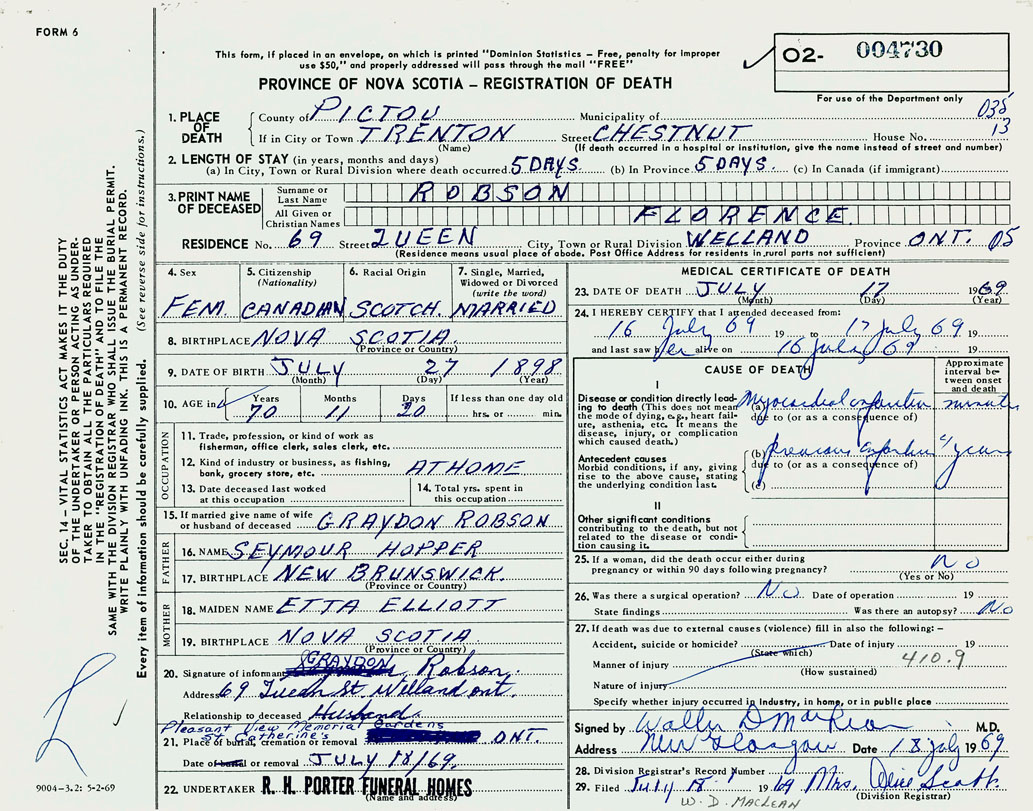 FORM 6
This form, if placed in an envelope, on which is printed "Dominion Statistics – Free, penalty for improper
use $50," and properly addressed will pass through the mail "FREE"
O2- 004730
PROVINCE OF NOVA SCOTIA – REGISTRATION OF DEATH
For use of the Department only
1. PLACE OF DEATH County of PICTOU Municipality of 038
If in City or Town TRENTON Street CHESTNUT House No. 13
(Name) (If death occurred in a hospital or institution, give the name instead of street and number)
2. LENGTH OF STAY (in years, months and days)
(a) In City, Town or Rural Division where death occurred 5 DAYS. (b) In Province 5 DAYS. (c) In Canada (if immigrant)
3. PRINT NAME OF DECEASED Surname or Last Name ROBSON
All Given or Christian Names FLORENCE
RESIDENCE No. 69 Street QUEEN City, Town or Rural Division WELLAND Province ONT. 05
(Residence means usual place of abode. Post Office Address for residents in rural parts not sufficient)
4. Sex FEM.
5. Citizenship (Nationality) CANADIAN
6. Racial Origin SCOTCH.
7. Single, Married, Widowed or Divorced (write the word) MARRIED
8. BIRTHPLACE NOVA SCOTIA.
(Province or Country)
9. DATE OF BIRTH JULY 27 1898
(Month) (Day) (Year)
10. AGE in Years 70 Months 11 Days 20 If less than one day old
hrs. or min.
OCCUPATION
11. Trade, profession, or kind of work as
fisherman, office clerk, sales clerk, etc.
12. Kind of industry or business, as fishing,
bank, grocery store, etc. AT HOME
13. Date deceased last worked
at this occupation
14. Total yrs. spent in
this occupation
15. If married give name of wife
or husband of deceased GRAYDON ROBSON
FATHER
16. NAME SEYMOUR HOPPER
17. BIRTHPLACE NEW BRUNSWICK.
(Province or Country)
MOTHER
18. MAIDEN NAME ETTA ELLIOTT
19. BIRTHPLACE NOVA SCOTIA.
(Province or Country)
20. Signature of informant GRAYDON Robson
Address 69 St. Welland ont.
Relationship to deceased Husband.
Pleasant View Memorial Gardens
St Catherine's
21. Place of burial, cremation or removal ONT.
Date of burial or removal JULY 18/69.
22. UNDERTAKER R. H. PORTER FUNERAL HOMES
(Name and address)
MEDICAL CERTIFICATE OF DEATH
23. DATE OF DEATH JULY 17 1969
(Month) (Day) (Year)
24. I HEREBY CERTIFY that I attended deceased from:
16 July 69 19 to 17 July 69 19
and last saw her alive on 16 July 69 19
CAUSE OF DEATH
Approximate
interval be-
tween onset
and death
I
Disease or condition directly lead-
ing to death (This does not mean
the mode of dying, e.g., heart fail-
ure, asthenia, etc. It means the
disease, injury, or complication
which caused death.)
(a) Myocardial infarction minutes
due to (or as a consequence of)
Antecedent causes
Morbid conditions, if any, giving
rise to the above cause, stating
the underlying condition last.
(b) previous infarction 4 years
due to (or as a consequence of)
(c)
II
Other significant conditions
contributing to the death, but not
related to the disease or condi-
tion causing it.
25. If a woman, did the death occur either during
pregnancy or within 90 days following pregnancy? No
(Yes or No)
26. Was there a surgical operation? No. Date of operation 19
State findings Was there an autopsy? No
27. If death was due to external causes (violence) fill in also the following: –
Accident, suicide or homicide? Date of injury 19
(State which)
Manner of injury 410.9
(How sustained)
Nature of injury
Specify whether injury occurred in industry, in home, or in public place
Signed by M.D.
Address New Glasgow Date 18 July 1969
28. Division Registrar's Record Number
29. Filed July 18. 1969 Mrs. Scott
(Division Registrar)
W. D. MACLEAN
SEC. 14 – VITAL STATISTICS ACT MAKES IT THE DUTY
OF THE UNDERTAKER OR PERSON ACTING AS UNDER-
TAKER TO OBTAIN ALL THE PARTICULARS REQUIRED
IN THE "REGISTRATION OF DEATH" AND TO FILE THE
SAME WITH THE DIVISION REGISTRAR WHO SHALL ISSUE THE BURIAL PERMIT.
WRITE PLAINLY WITH UNFADING INK. THIS IS A PERMANENT RECORD.
Every item of information should be carefully supplied. (See reverse side for instructions.)
9004-3.2: 5-2-69